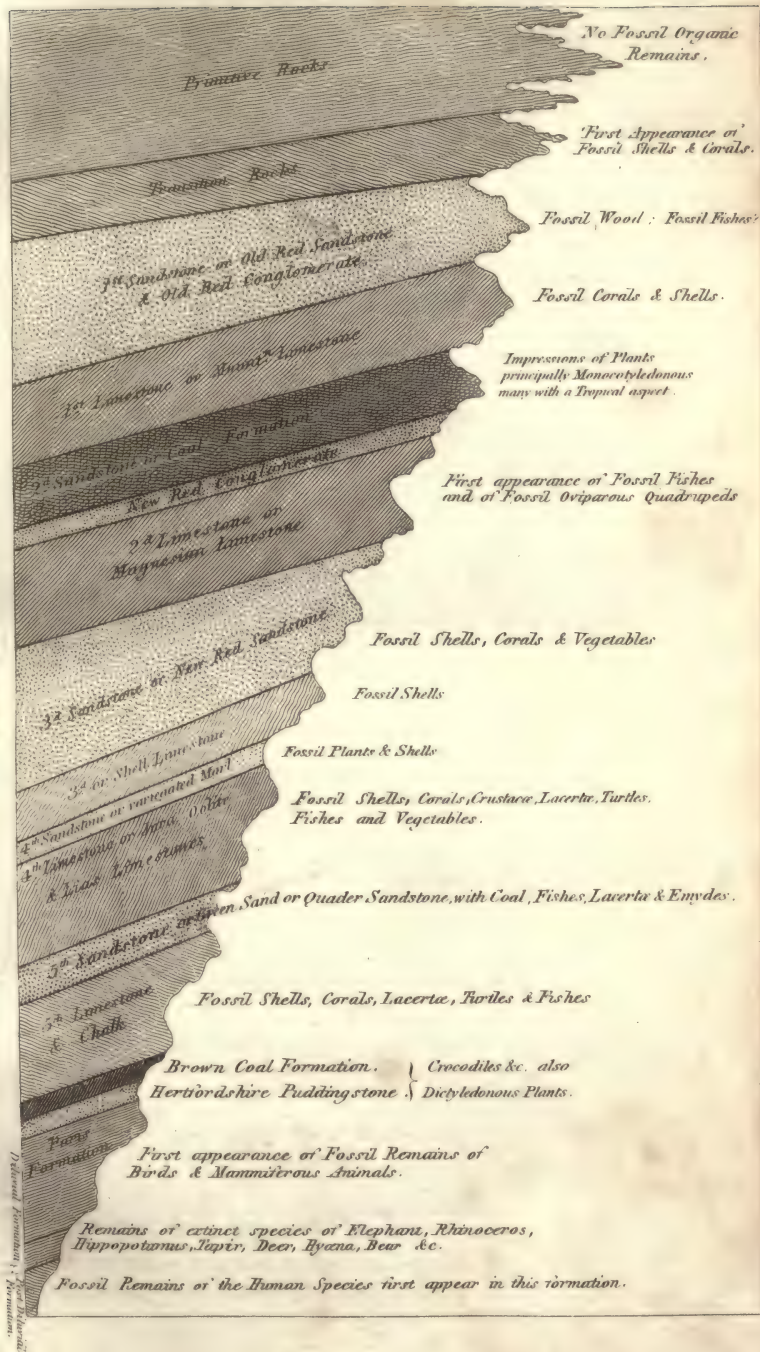 No Fossil Organic
Remains.
Primitive Rocks
First Appearance of
Fossil Shells & Corals.
Transition Rocks
Fossil Wood; Fossil Fishes
1st Sandstone or Old Red Sandstone
& Old Red Conglomerate.
Fossil Corals & Shells.
1st Limestone or Mount.n Limestone
Impressions of Plants
principally Monocotyledonous
many with a Tropical aspect.
2d Sandstone or Coal Formation
New Red Conglomerate
First appearance of Fossil Fishes
and of Fossil Oviparous Quadrupeds
2d Limestone or
Magnesian Limestone
Fossil Shells, Corals & Vegetables
3d Sandstone or New Red Sandstone
Fossil Shells
3d or Shell Limestone
Fossil Plants & Shells
4th Sandstone or variegated Marl
Fossil Shells, Corals, Crustaceæ, Lacertæ, Turtles.
Fishes and Vegetables.
4th Limestone or Jura, Oolite
& Lias Limestones
5th Sandstone or Green Sand or Quader Sandstone, with Coal, Fishes, Lacertæ & Emydes.
Fossil Shells, Corals, Lacertæ, Turtles & Fishes
5th Limestone
& Chalk
Brown Coal Formation. Crocodiles &c. also
Hertfordshire Puddingstone Dictyledonous Plants.
Paris
Formation
First appearance of Fossil Remains of
Birds & Mammiferous Animals.
Remains of extinct species of Elephant, Rhinoceros,
Hippopotamus, Tapir, Deer, Hyæna, Bear &c.
Fossil Remains of the Human Species first appear in this formation.
Diluvial Formation; Post Diluvial
Formation.